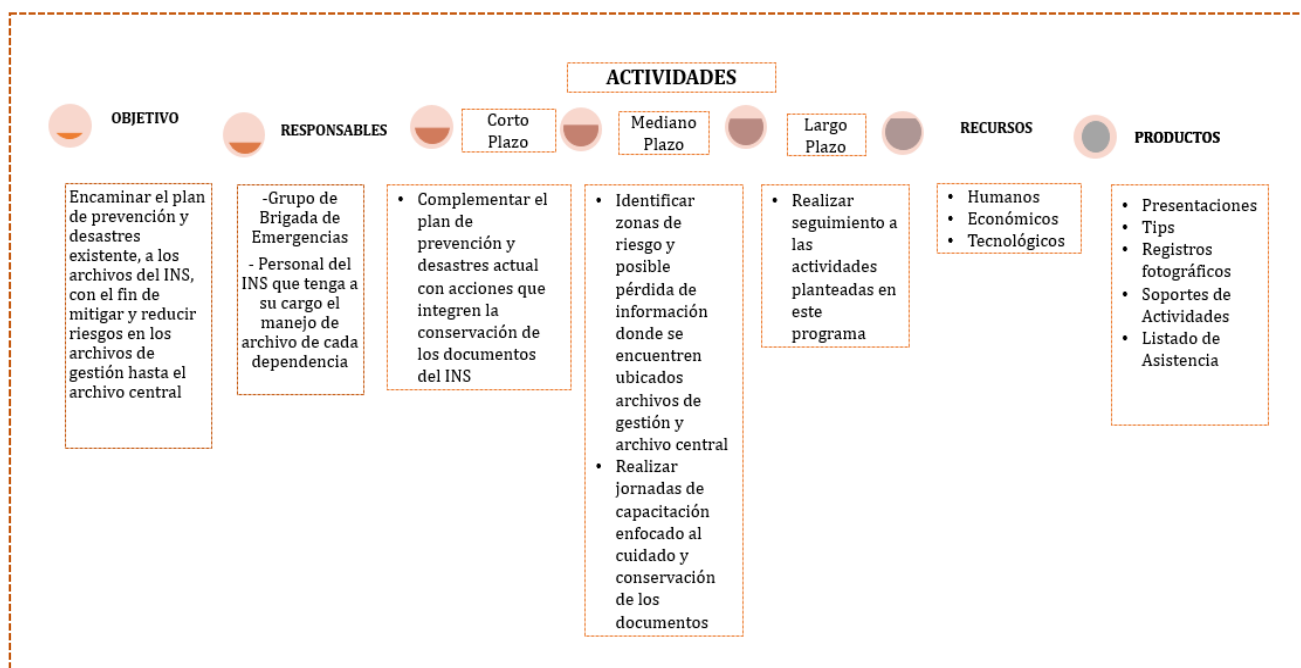 ACTIVIDADES
OBJETIVO
Encaminar el plan
de prevención y
desastres
existente, a los
archivos del INS,
con el fin de
mitigar y reducir
riesgos en los
archivos de
gestión hasta el
archivo central
RESPONSABLES
-Grupo de
Brigada de
Emergencias
- Personal del
INS que tenga a
su cargo el
manejo de
archivo de cada
dependencia
Corto
Plazo
• Complementar el
plan de
prevención y
desastres actual
con acciones que
integren la
conservación de
los documentos
del INS
Mediano
Plazo
• Identificar
zonas de
riesgo y
posible
pérdida de
información
donde se
encuentren
ubicados
archivos de
gestión y
archivo central
• Realizar
jornadas de
capacitación
enfocado al
cuidado y
conservación
de los
documentos
Largo
Plazo
• Realizar
seguimiento a
las
actividades
planteadas en
este
programa
RECURSOS
• Humanos
• Económicos
• Tecnológicos
PRODUCTOS
• Presentaciones
• Tips
• Registros
fotográficos
• Soportes de
Actividades
• Listado de
Asistencia